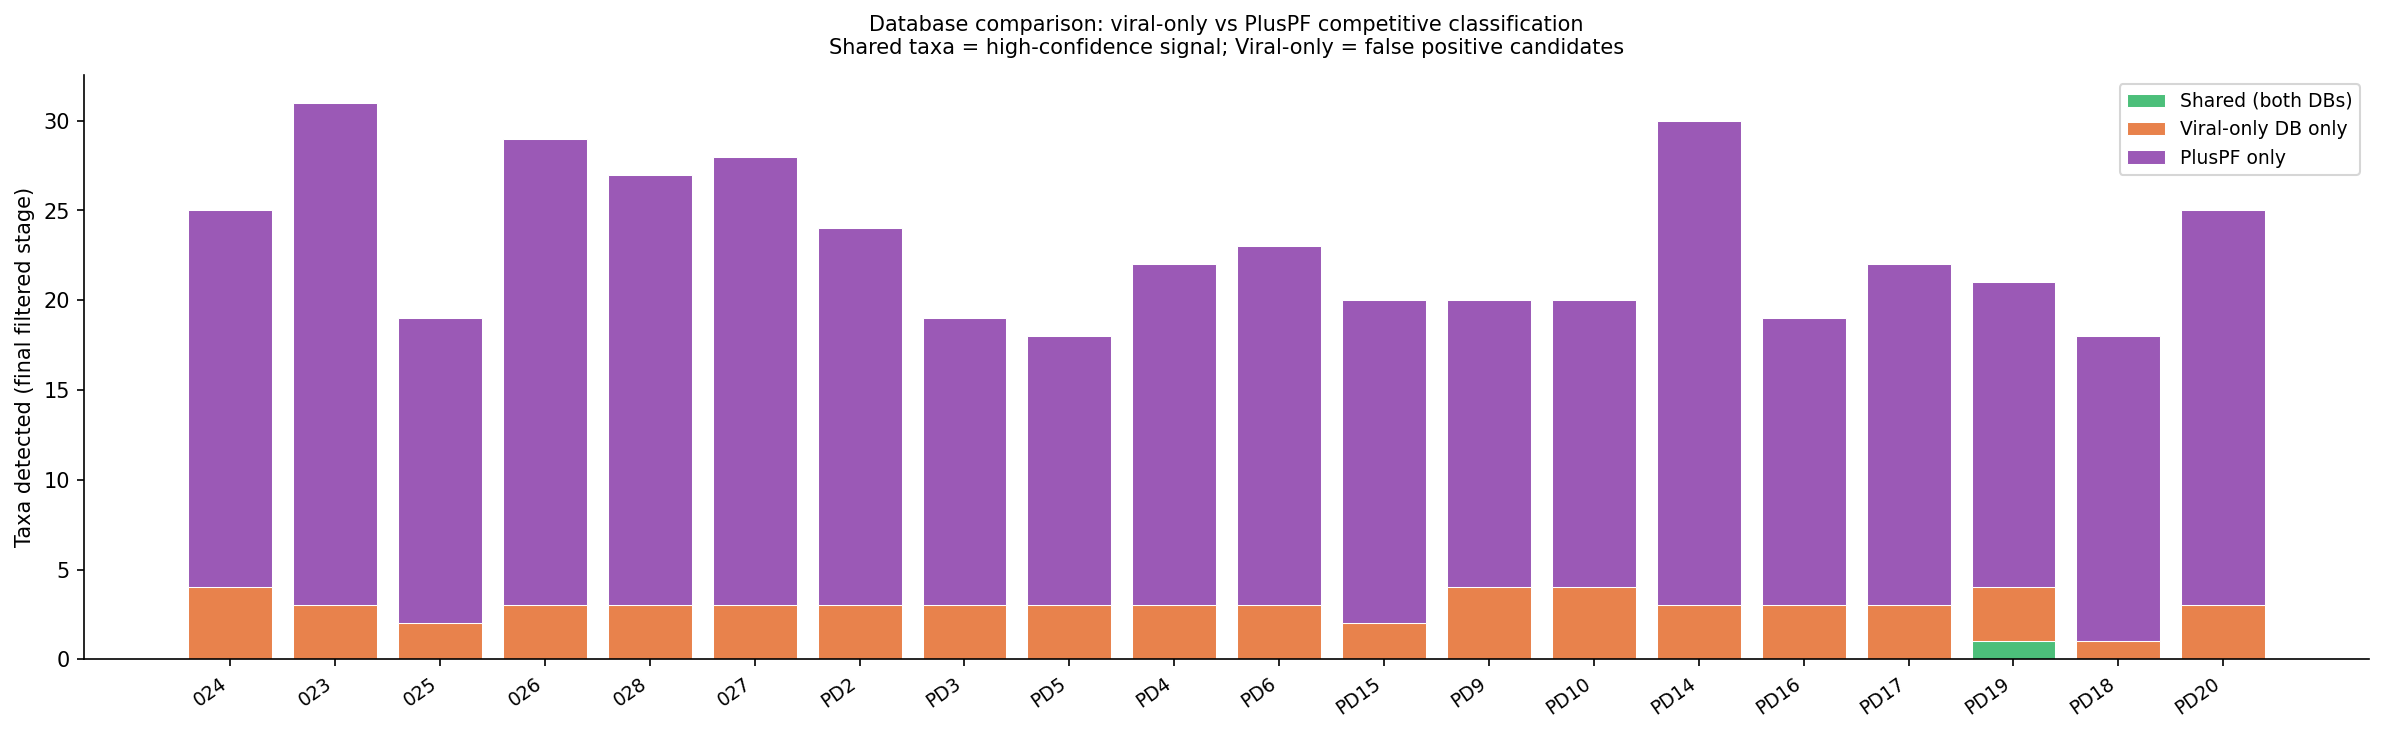 Database comparison: viral-only vs PlusPF competitive classification
Shared taxa = high-confidence signal; Viral-only = false positive candidates
Shared (both DBs)
Viral-only DB only
PlusPF only
Taxa detected (final filtered stage)
30
25
20
15
10
5
0
024
023
025
026
028
027
PD2
PD3
PD5
PD4
PD6
PD15
PD9
PD10
PD14
PD16
PD17
PD19
PD18
PD20